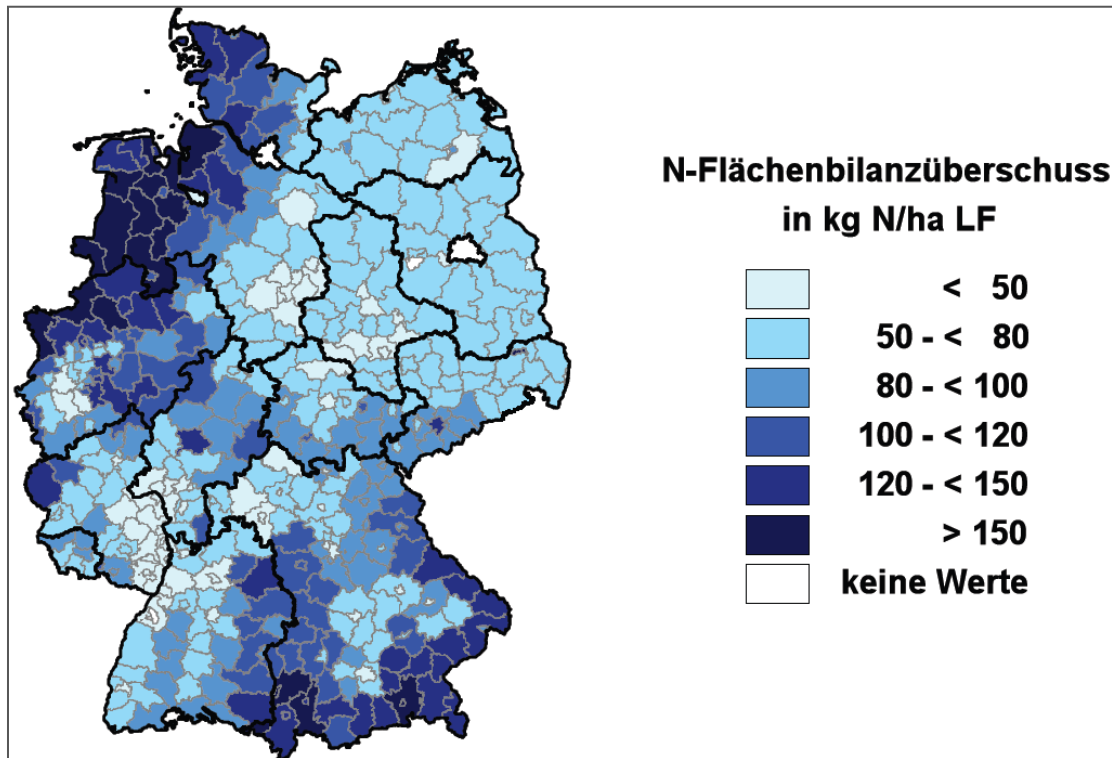 N-Flächenbilanzüberschuss
in kg N/ha LF
< 50
50 - < 80
80 - < 100
100 - < 120
120 - < 150
> 150
keine Werte